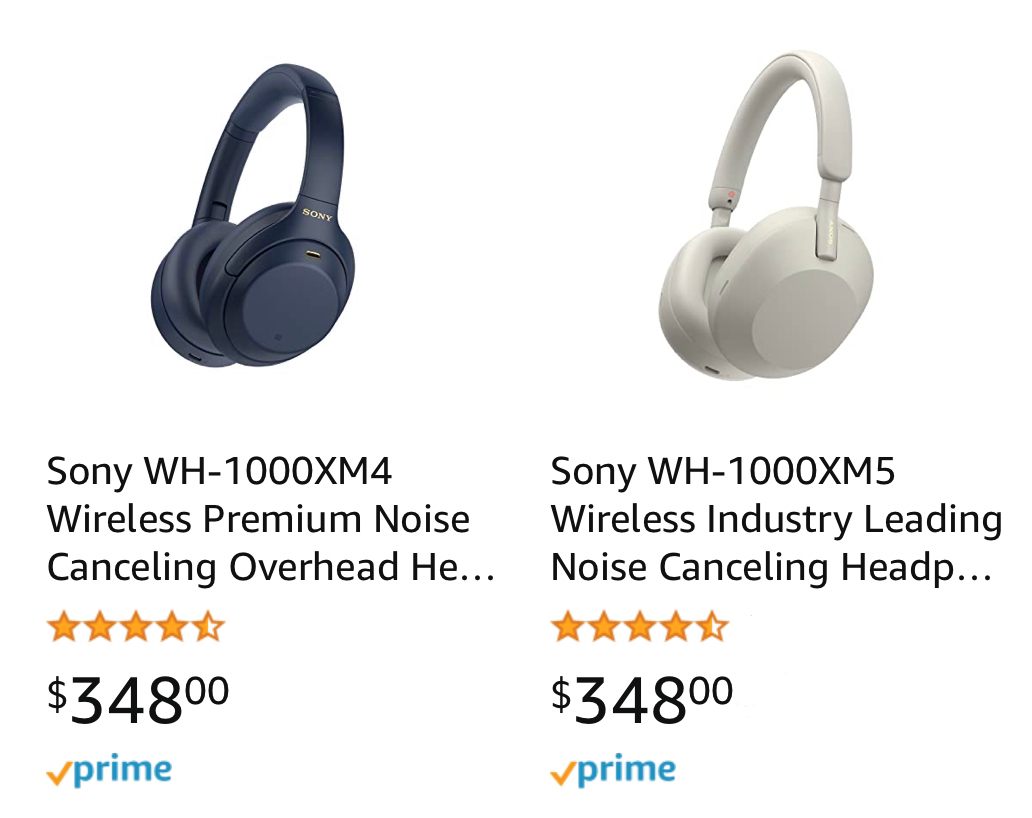 SONY
SONY
Sony WH-1000XM4
Wireless Premium Noise
Canceling Overhead He...
$34800
prime
Sony WH-1000XM5
Wireless Industry Leading
Noise Canceling Headp...
$34800
prime